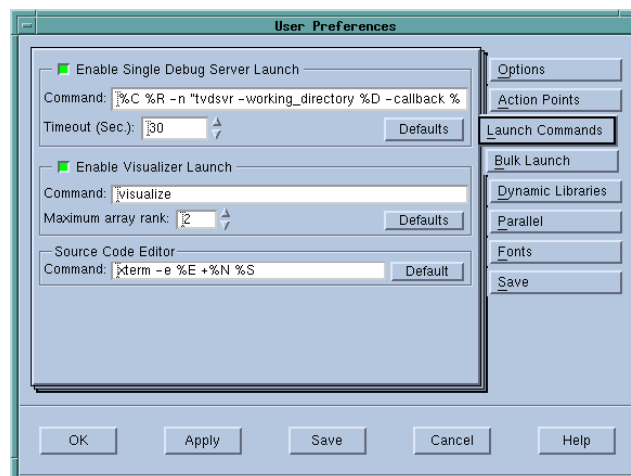 User Preferences
Enable Single Debug Server Launch
Command: %C %R -n "tvdsvr -working_directory %D -callback %
Timeout (Sec.): 30 Defaults
Enable Visualizer Launch
Command: visualize
Maximum array rank: 2 Defaults
Source Code Editor
Command: xterm -e %E +%N %S Default
Options
Action Points
Launch Commands
Bulk Launch
Dynamic Libraries
Parallel
Fonts
Save
OK Apply Save Cancel Help